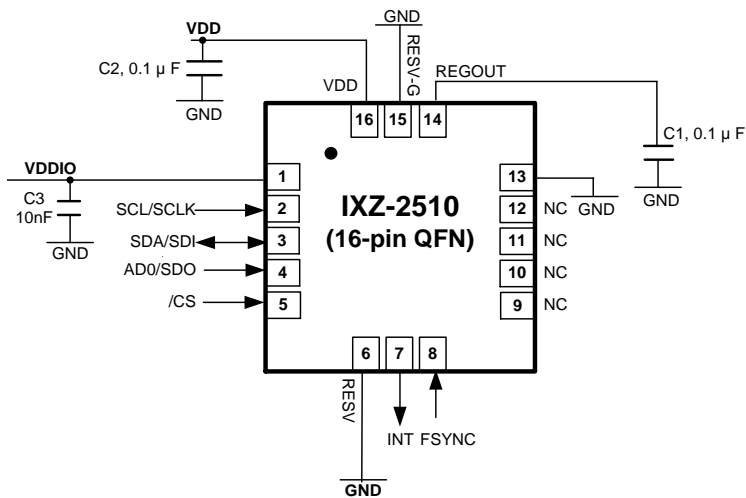 GND
VDD
RESV-G
C2, 0.1 µ F
VDD
REGOUT
GND
16
15
14
C1, 0.1 µ F
VDDIO
1
13
GND
C3
10nF
SCL/SCLK
2
IXZ-2510
12
NC
GND
GND
SDA/SDI
3
(16-pin QFN)
11
NC
AD0/SDO
4
10
NC
/CS
5
9
NC
6
7
8
RESV
INT
FSYNC
GND